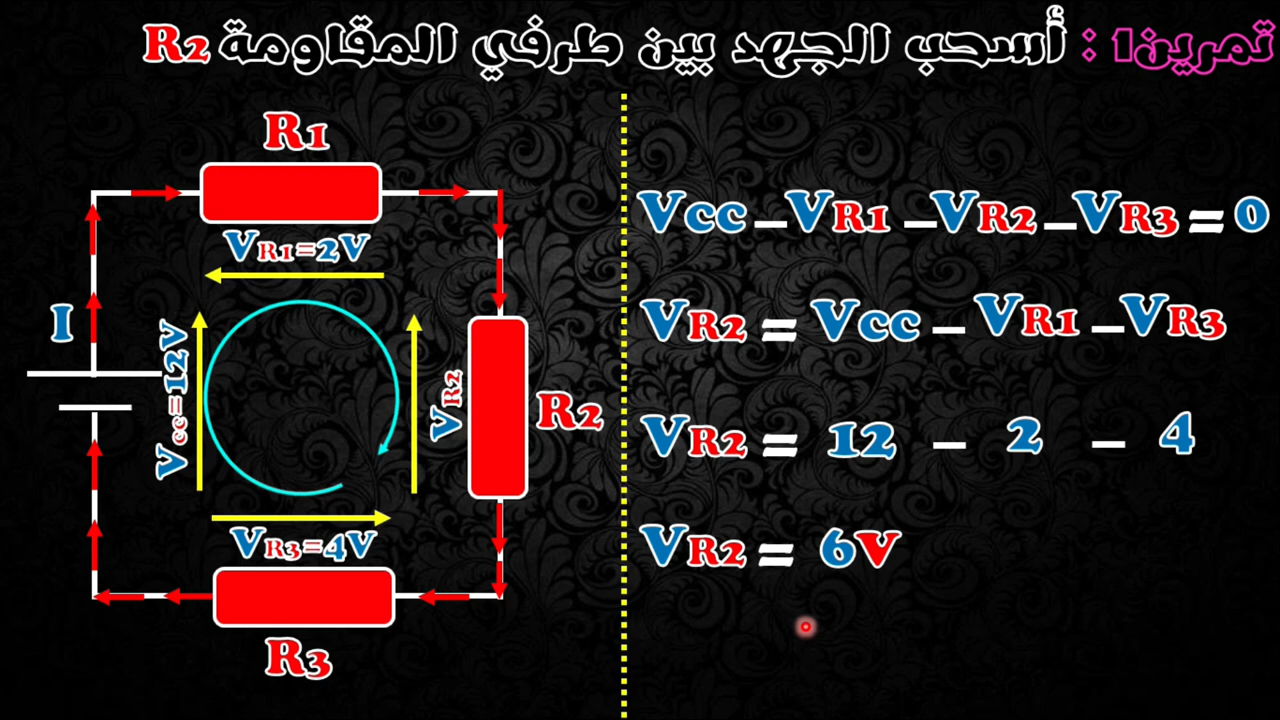 تمرين1 : أسحب الجهد بين طرفي المقاومة R2
R1
VR1=2V
I
Vcc=12V
VR2
R2
VR3=4V
R3
Vcc – VR1 – VR2 – VR3 = 0
VR2 = Vcc – VR1 – VR3
VR2 = 12 – 2 – 4
VR2 = 6V